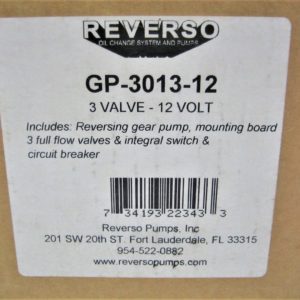 REVERSO
OIL CHANGE SYSTEM AND PUMPS
GP-3013-12
3 VALVE - 12 VOLT
Includes: Reversing gear pump, mounting board
3 full flow valves & integral switch &
circuit breaker
7 34193 22343 3
Reverso Pumps, Inc
201 SW 20th ST. Fort Lauderdale, FL 33315
954-522-0882
www.reversopumps.com